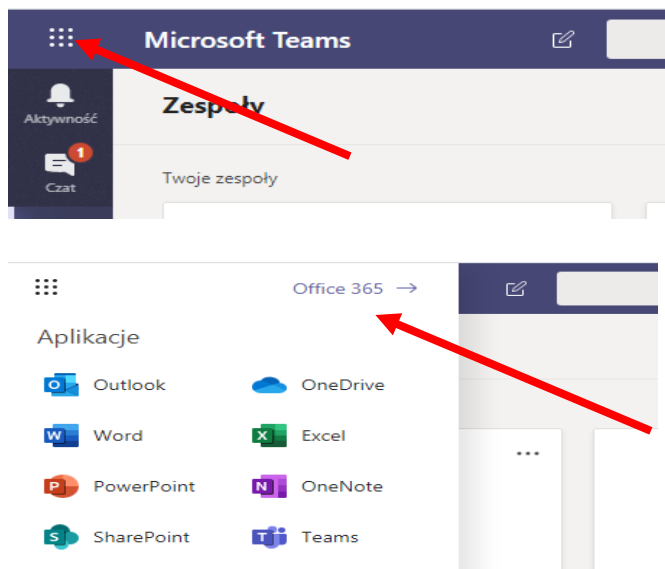 Microsoft Teams
Aktywność
Zespoły
1
Czat
Twoje zespoły
Office 365 →
Aplikacje
Outlook OneDrive
Word Excel
PowerPoint OneNote
SharePoint Teams